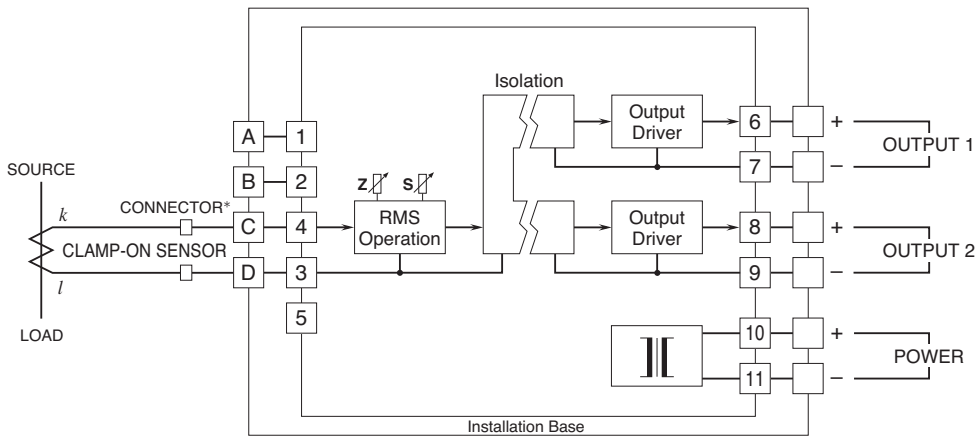 Isolation
A
1
Output
Driver
6
+
OUTPUT 1
7
–
B
2
SOURCE
k
CONNECTOR*
Z
S
C
4
RMS
Operation
Output
Driver
8
+
OUTPUT 2
CLAMP-ON SENSOR
l
D
3
9
–
5
LOAD
10
+
POWER
11
–
Installation Base